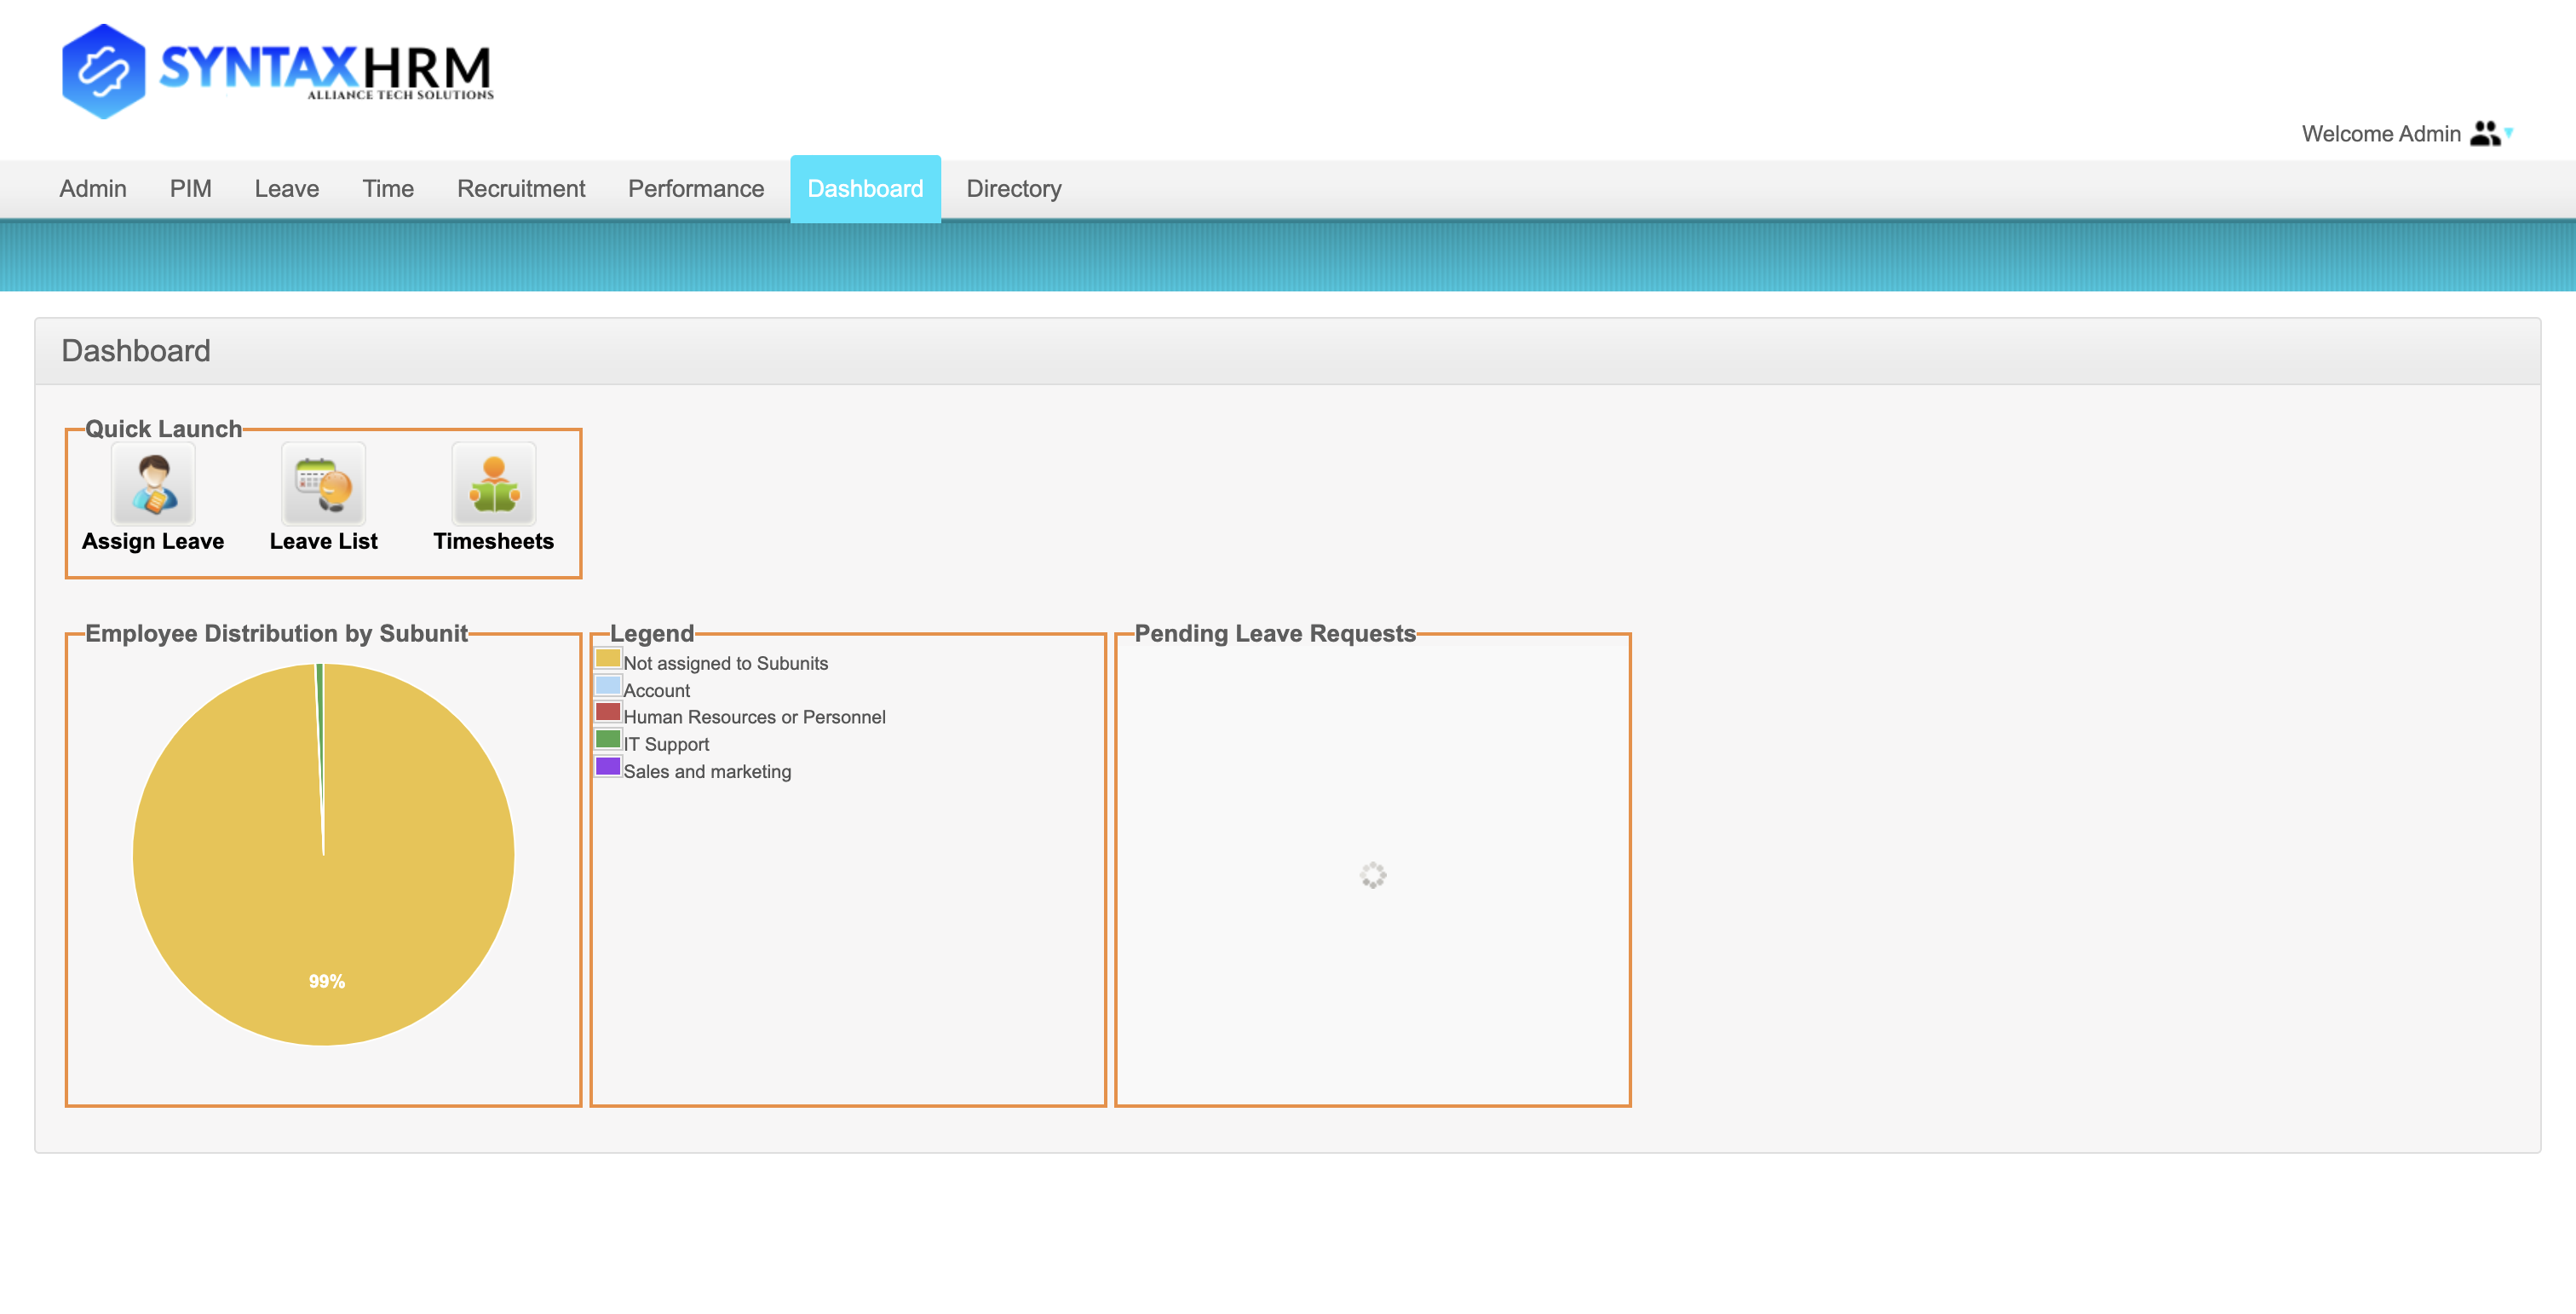 SYNTAXHRM
ALLIANCE TECH SOLUTIONS
Welcome Admin
Admin PIM Leave Time Recruitment Performance Dashboard Directory
Dashboard
Quick Launch
Assign Leave Leave List Timesheets
Employee Distribution by Subunit
99%
Legend
Not assigned to Subunits
Account
Human Resources or Personnel
IT Support
Sales and marketing
Pending Leave Requests